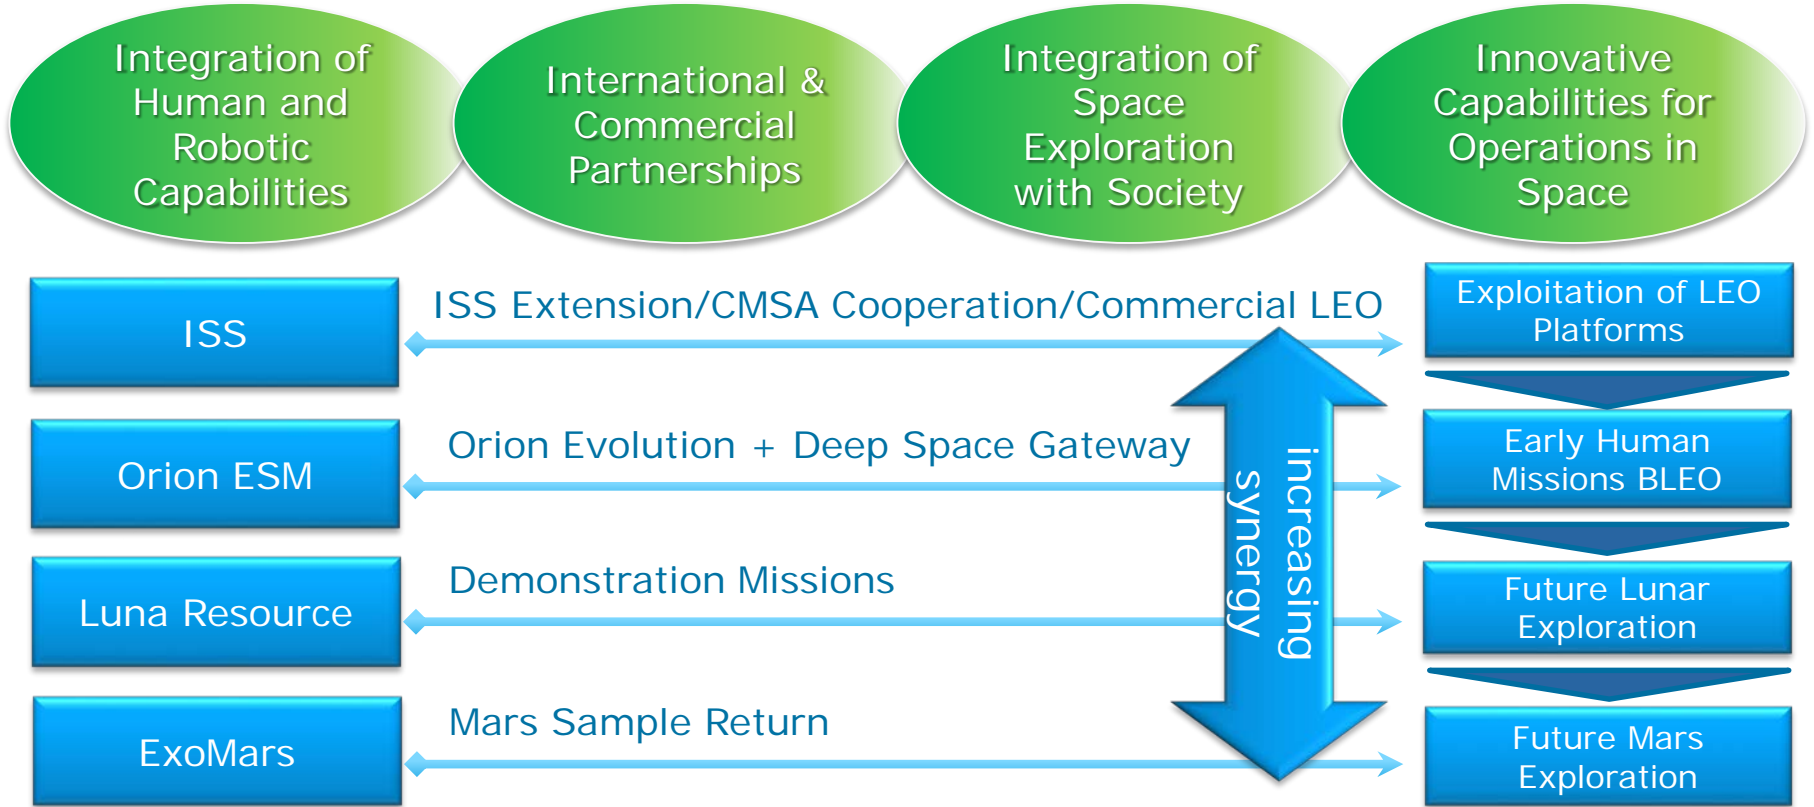 Integration of
Human and
Robotic
Capabilities
International &
Commercial
Partnerships
Integration of
Space
Exploration
with Society
Innovative
Capabilities for
Operations in
Space
ISS
ISS Extension/CMSA Cooperation/Commercial LEO
Exploitation of LEO
Platforms
Orion ESM
Orion Evolution + Deep Space Gateway
Early Human
Missions BLEO
Luna Resource
Demonstration Missions
Future Lunar
Exploration
ExoMars
Mars Sample Return
Future Mars
Exploration
increasing
synergy